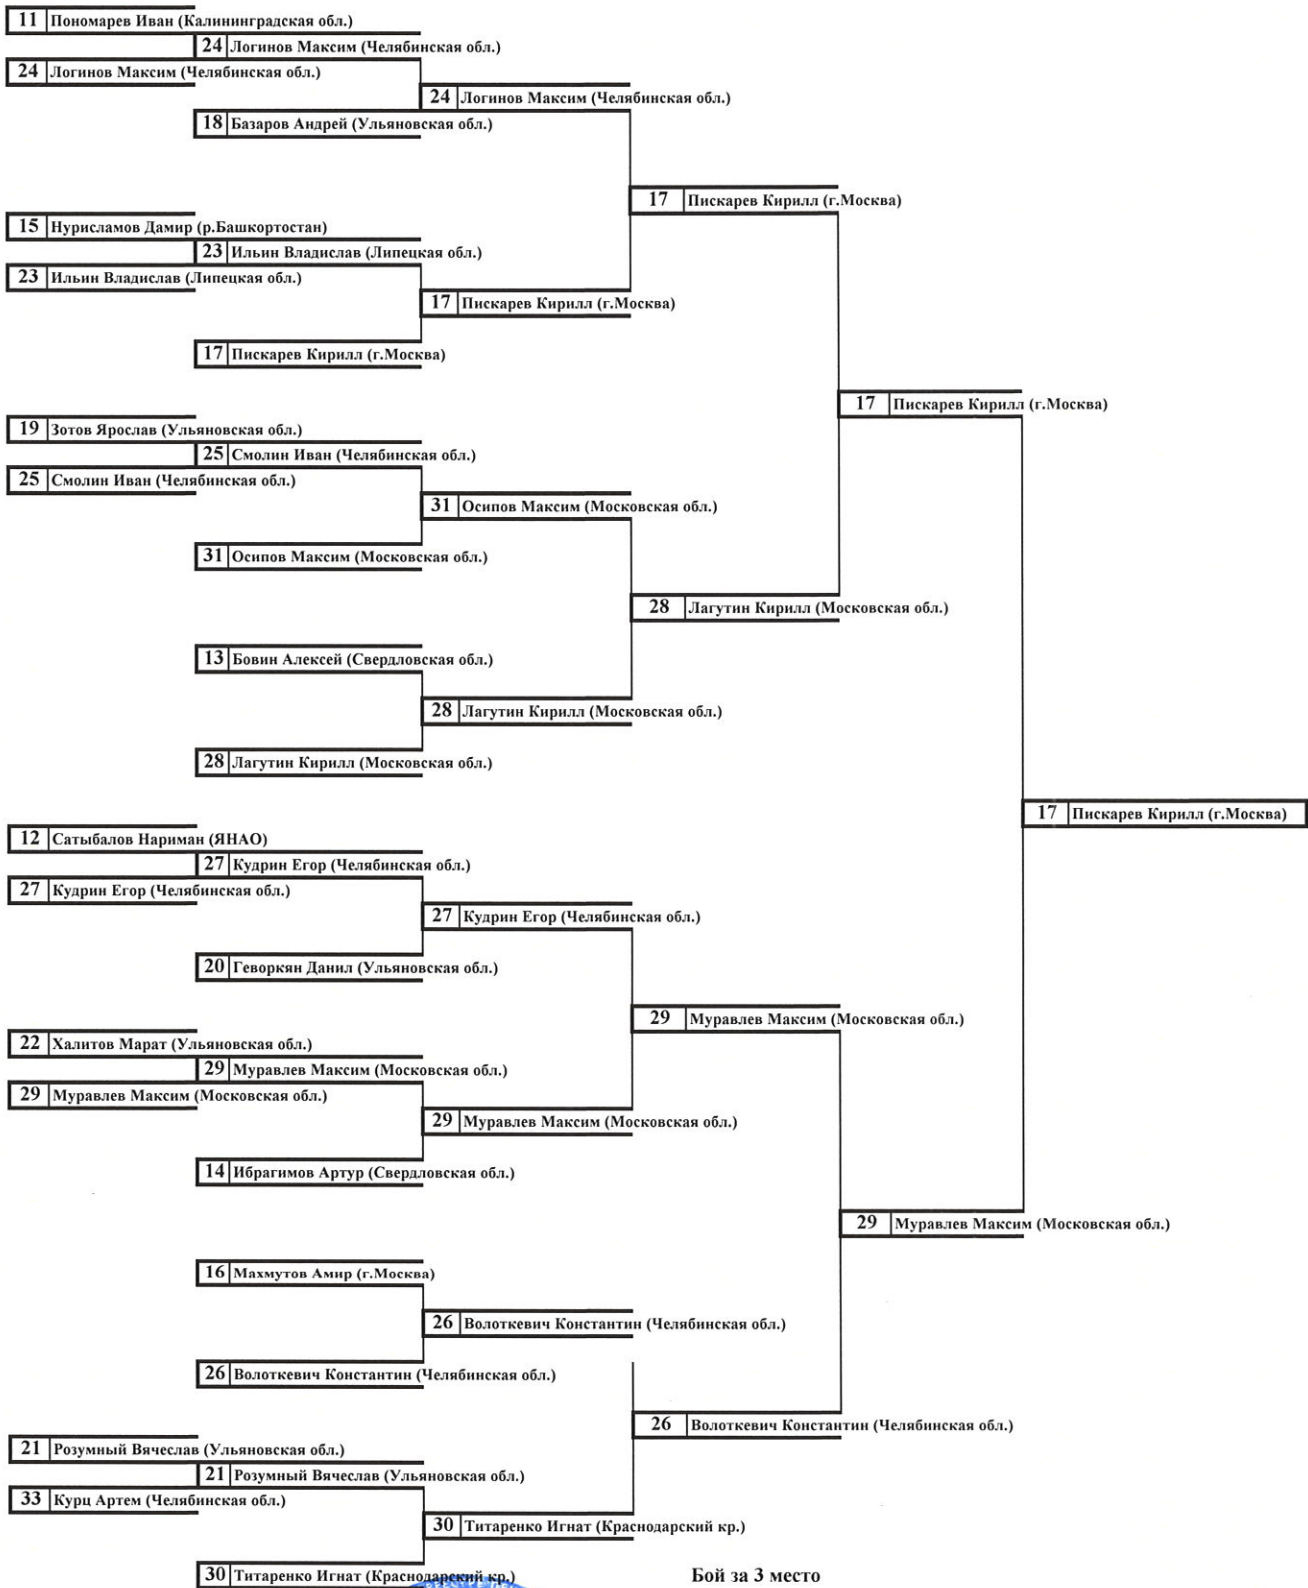 11 Пономарев Иван (Калининградская обл.)
24 Логинов Максим (Челябинская обл.)
24 Логинов Максим (Челябинская обл.)
24 Логинов Максим (Челябинская обл.)
18 Базаров Андрей (Ульяновская обл.)
17 Пискарев Кирилл (г.Москва)
15 Нурисламов Дамир (р.Башкортостан)
23 Ильин Владислав (Липецкая обл.)
23 Ильин Владислав (Липецкая обл.)
17 Пискарев Кирилл (г.Москва)
17 Пискарев Кирилл (г.Москва)
17 Пискарев Кирилл (г.Москва)
19 Зотов Ярослав (Ульяновская обл.)
25 Смолин Иван (Челябинская обл.)
25 Смолин Иван (Челябинская обл.)
31 Осипов Максим (Московская обл.)
31 Осипов Максим (Московская обл.)
28 Лагутин Кирилл (Московская обл.)
13 Бовин Алексей (Свердловская обл.)
28 Лагутин Кирилл (Московская обл.)
28 Лагутин Кирилл (Московская обл.)
17 Пискарев Кирилл (г.Москва)
12 Сатыбалов Нариман (ЯНАО)
27 Кудрин Егор (Челябинская обл.)
27 Кудрин Егор (Челябинская обл.)
27 Кудрин Егор (Челябинская обл.)
20 Геворкян Данил (Ульяновская обл.)
29 Муравлев Максим (Московская обл.)
22 Халитов Марат (Ульяновская обл.)
29 Муравлев Максим (Московская обл.)
29 Муравлев Максим (Московская обл.)
29 Муравлев Максим (Московская обл.)
14 Ибрагимов Артур (Свердловская обл.)
29 Муравлев Максим (Московская обл.)
16 Махмутов Амир (г.Москва)
26 Волоткевич Константин (Челябинская обл.)
26 Волоткевич Константин (Челябинская обл.)
26 Волоткевич Константин (Челябинская обл.)
21 Розумный Вячеслав (Ульяновская обл.)
21 Розумный Вячеслав (Ульяновская обл.)
33 Курц Артем (Челябинская обл.)
30 Титаренко Игнат (Краснодарский кр.)
30 Титаренко Игнат (Краснодарский кр.)
Бой за 3 место